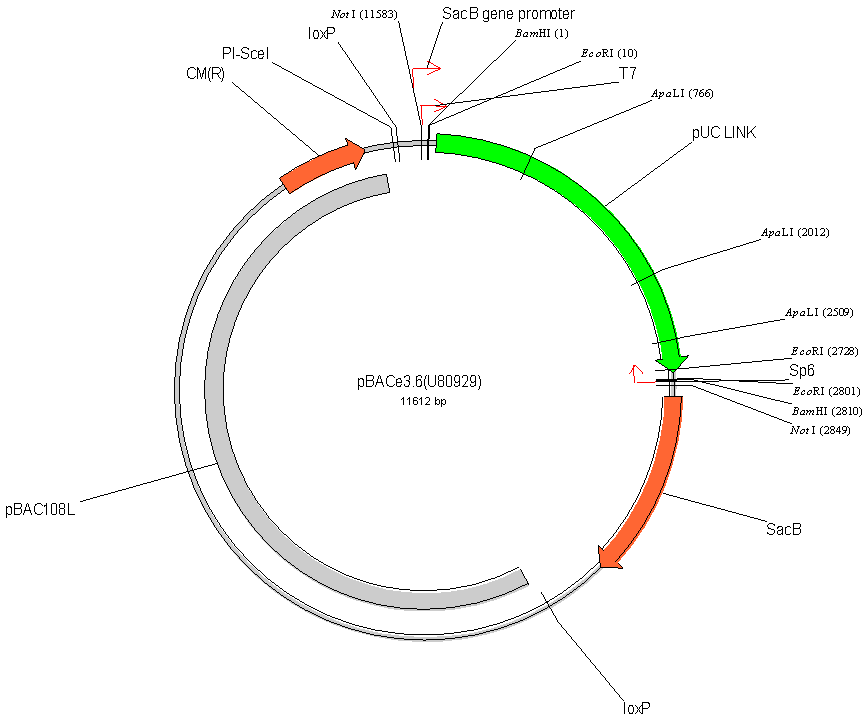 NotI (11583)
SacB gene promoter
loxP
BamHI (1)
PI-SceI
EcoRI (10)
CM(R)
T7
ApaLI (766)
pUC LINK
ApaLI (2012)
ApaLI (2509)
EcoRI (2728)
Sp6
pBACe3.6(U80929)
EcoRI (2801)
11612 bp
BamHI (2810)
NotI (2849)
pBAC108L
SacB
loxP